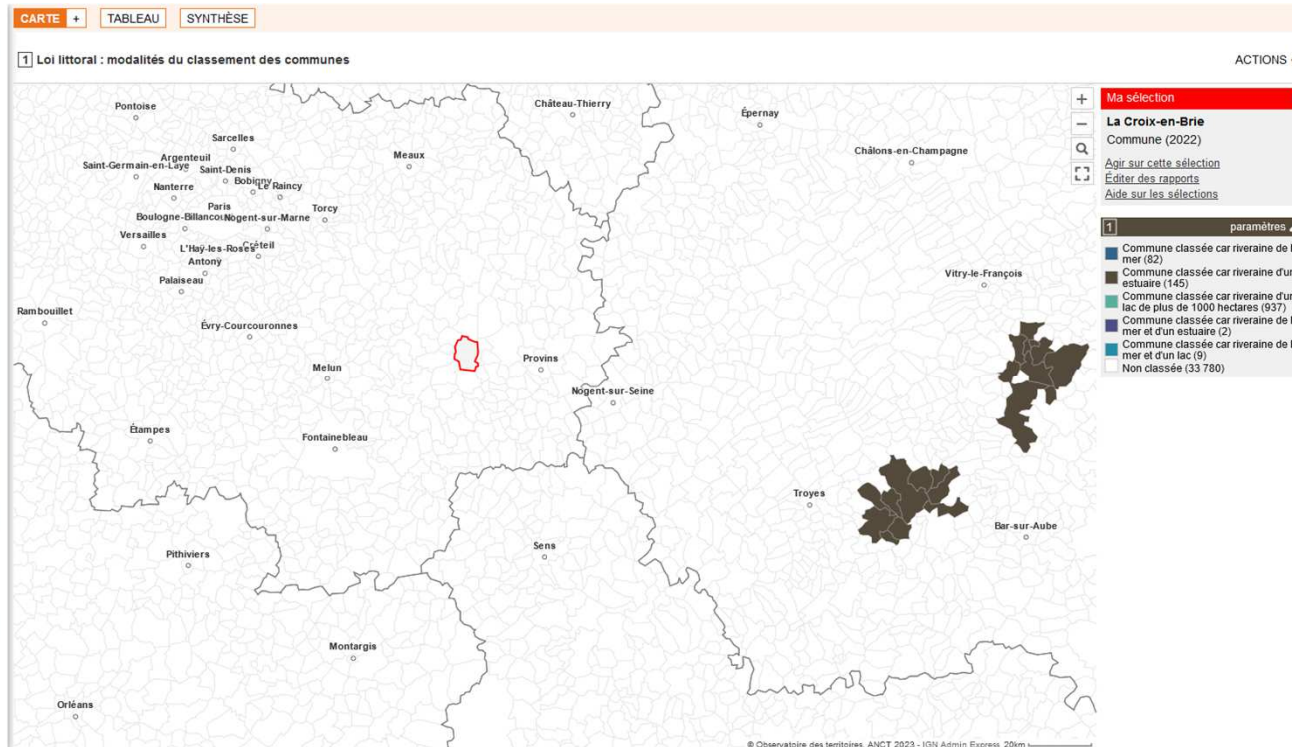 CARTE + TABLEAU SYNTHÈSE
1 Loi littoral : modalités du classement des communes
ACTIONS
Pontoise
Château-Thierry
Épernay
Sarcelles
Argenteuil
Saint-Germain-en-Laye
Saint-Denis
Meaux
Châlons-en-Champagne
Bobigny
Le Raincy
Nanterre
Paris
Torcy
Boulogne-Billancou
Nogent-sur-Marne
Versailles
L'Haÿ-les-Roses
Créteil
Antony
Palaiseau
Vitry-le-François
Rambouillet
Évry-Courcouronnes
Provins
Melun
Nogent-sur-Seine
Étampes
Fontainebleau
Troyes
Bar-sur-Aube
Sens
Pithiviers
Montargis
Orléans
© Observatoire des territoires, ANCT 2023 - IGN Admin Express 20km
+
−
Ma sélection
La Croix-en-Brie
Commune (2022)
Agir sur cette sélection
Éditer des rapports
Aide sur les sélections
1 paramètres
Commune classée car riveraine de l
mer (82)
Commune classée car riveraine d'un
estuaire (145)
Commune classée car riveraine d'un
lac de plus de 1000 hectares (937)
Commune classée car riveraine de l
mer et d'un estuaire (2)
Commune classée car riveraine de l
mer et d'un lac (9)
Non classée (33 780)